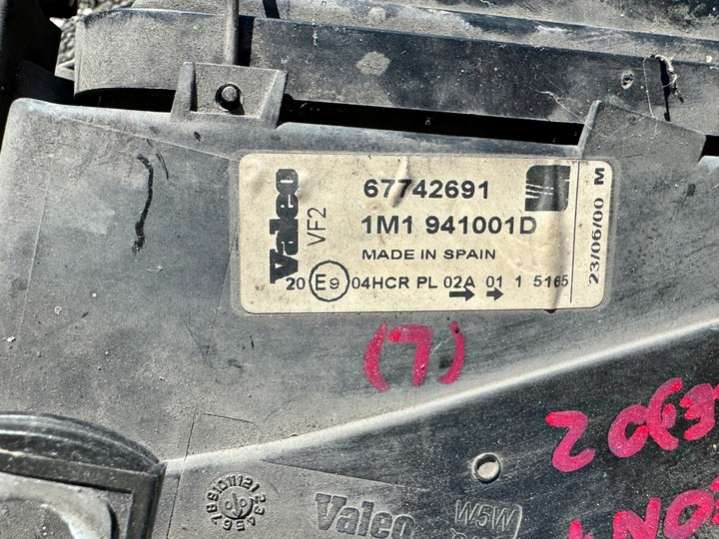 Valeo
VF2
67742691
1M1 941001D
MADE IN SPAIN
20 E9 04HCR PL 02A 01 1 5165
23/06/00 M
(7)
Valeo
W5W